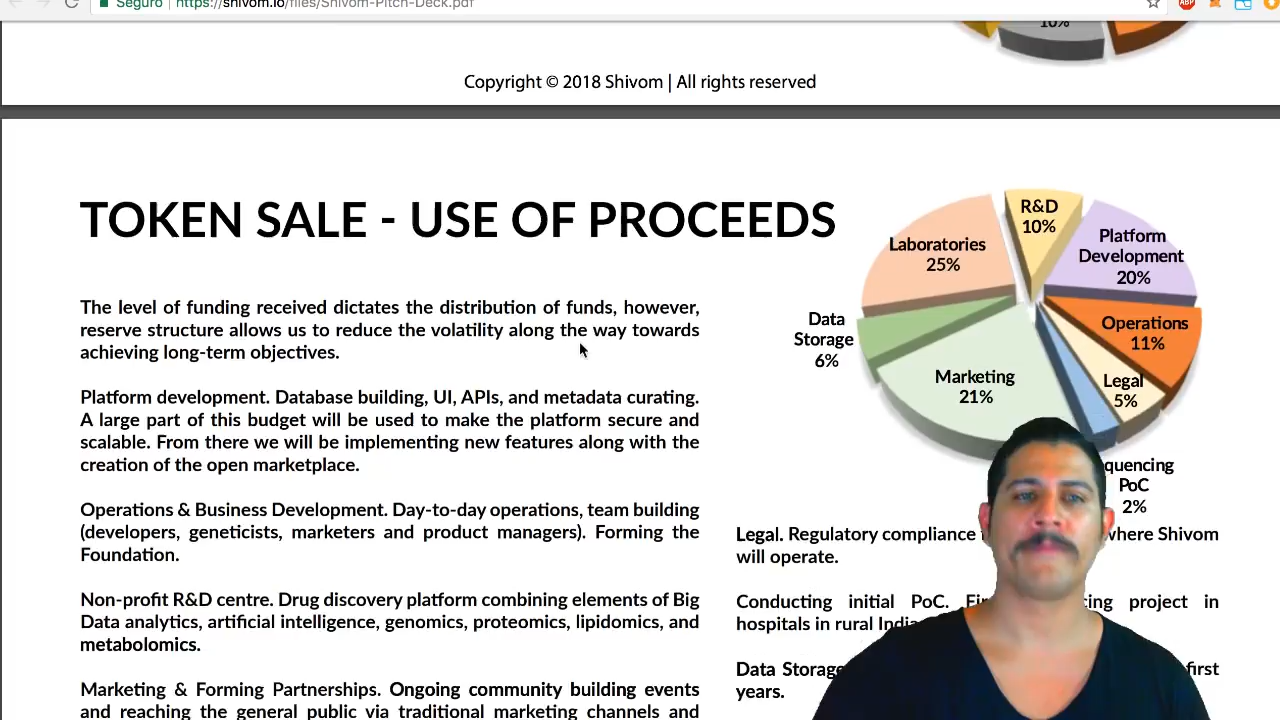 Seguro
https://shivom.io/files/Shivom-Pitch-Deck.pdf
ABP
10%
Copyright © 2018 Shivom | All rights reserved
TOKEN SALE - USE OF PROCEEDS
The level of funding received dictates the distribution of funds, however,
reserve structure allows us to reduce the volatility along the way towards
achieving long-term objectives.
Platform development. Database building, UI, APIs, and metadata curating.
A large part of this budget will be used to make the platform secure and
scalable. From there we will be implementing new features along with the
creation of the open marketplace.
Operations & Business Development. Day-to-day operations, team building
(developers, geneticists, marketers and product managers). Forming the
Foundation.
Non-profit R&D centre. Drug discovery platform combining elements of Big
Data analytics, artificial intelligence, genomics, proteomics, lipidomics, and
metabolomics.
Marketing & Forming Partnerships. Ongoing community building events
and reaching the general public via traditional marketing channels and
R&D
10%
Platform
Development
20%
Laboratories
25%
Operations
11%
Data
Storage
6%
Marketing
21%
Legal
5%
quencing
PoC
2%
Legal. Regulatory compliance where Shivom
will operate.
Conducting initial PoC. project in
hospitals in rural
Data Storage first
years.